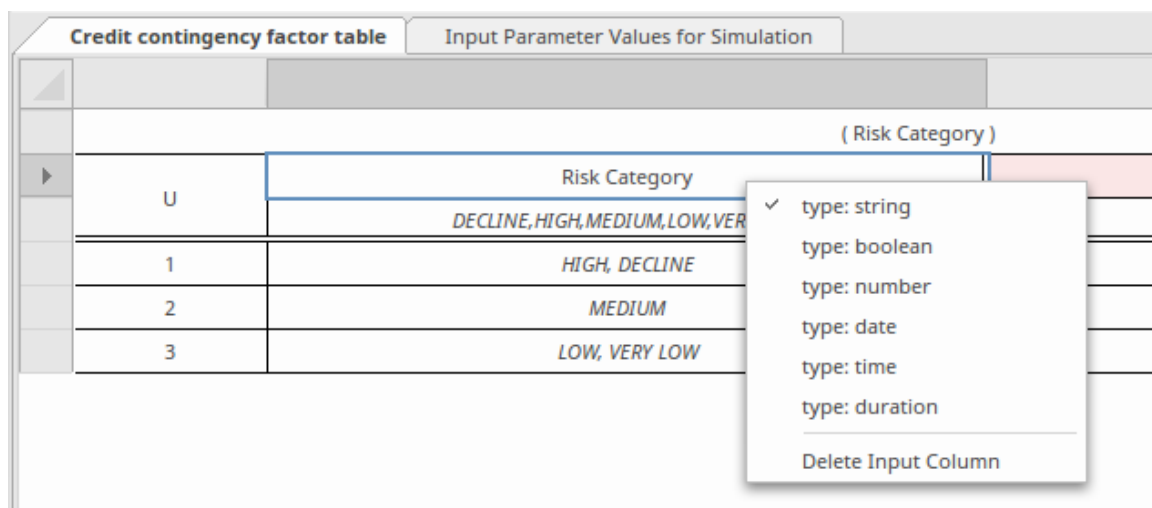 Credit contingency factor table
Input Parameter Values for Simulation
( Risk Category )
U
Risk Category
DECLINE,HIGH,MEDIUM,LOW,VER
1
HIGH, DECLINE
2
MEDIUM
3
LOW, VERY LOW
type: string
type: boolean
type: number
type: date
type: time
type: duration
Delete Input Column